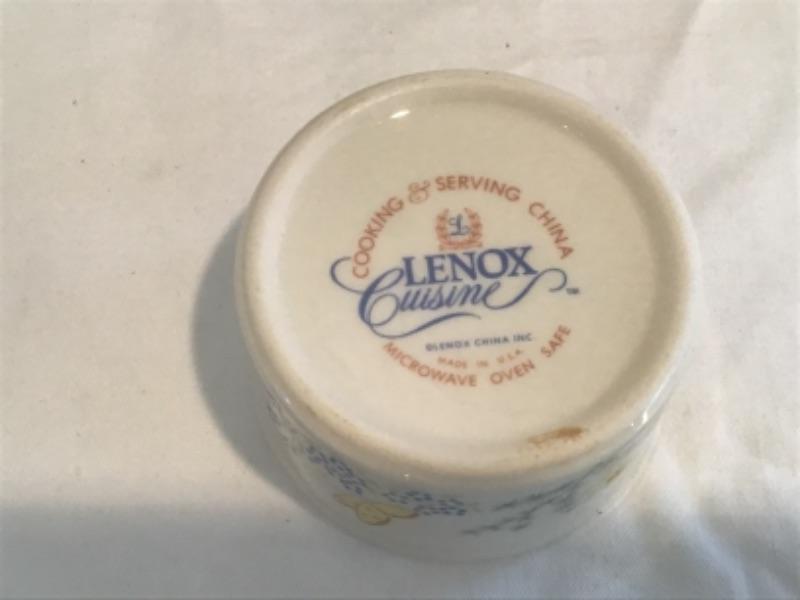 COOKING & SERVING CHINA
L
LENOX
Cuisine ™
©LENOX CHINA INC.
MADE IN U.S.A.
MICROWAVE OVEN SAFE